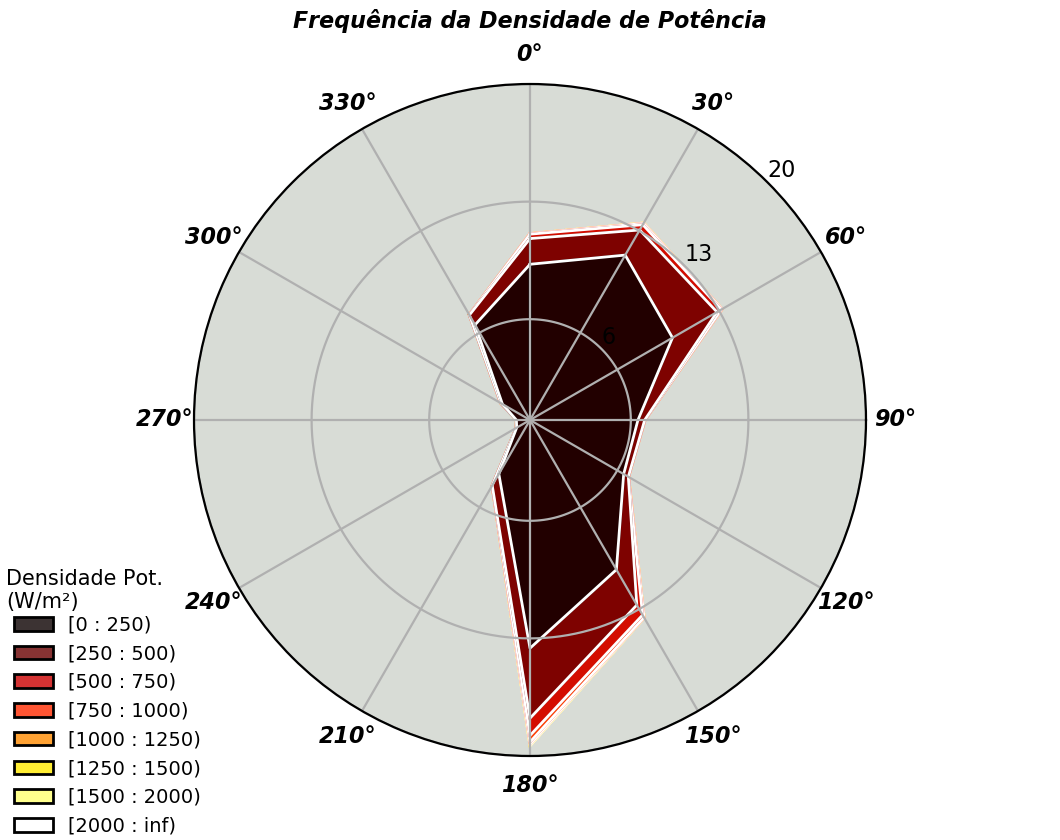 Frequência da Densidade de Potência
0°
330°
30°
20
300°
60°
13
6
270°
90°
240°
120°
210°
150°
180°
Densidade Pot.
(W/m²)
[0 : 250)
[250 : 500)
[500 : 750)
[750 : 1000)
[1000 : 1250)
[1250 : 1500)
[1500 : 2000)
[2000 : inf)